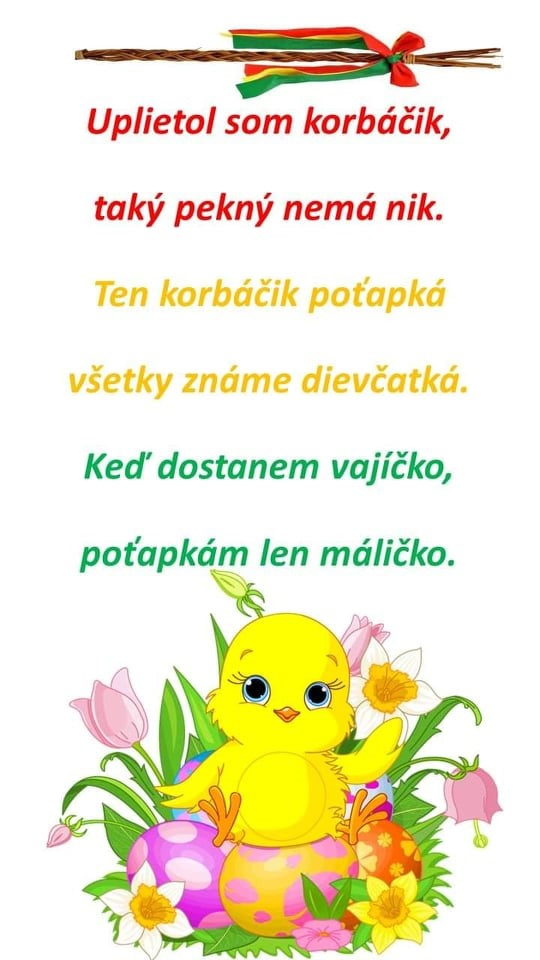 Uplietol som korbáčik,
taký pekný nemá nik.
Ten korbáčik poťapká
všetky známe dievčatká.
Keď dostanem vajíčko,
poťapkám len máličko.